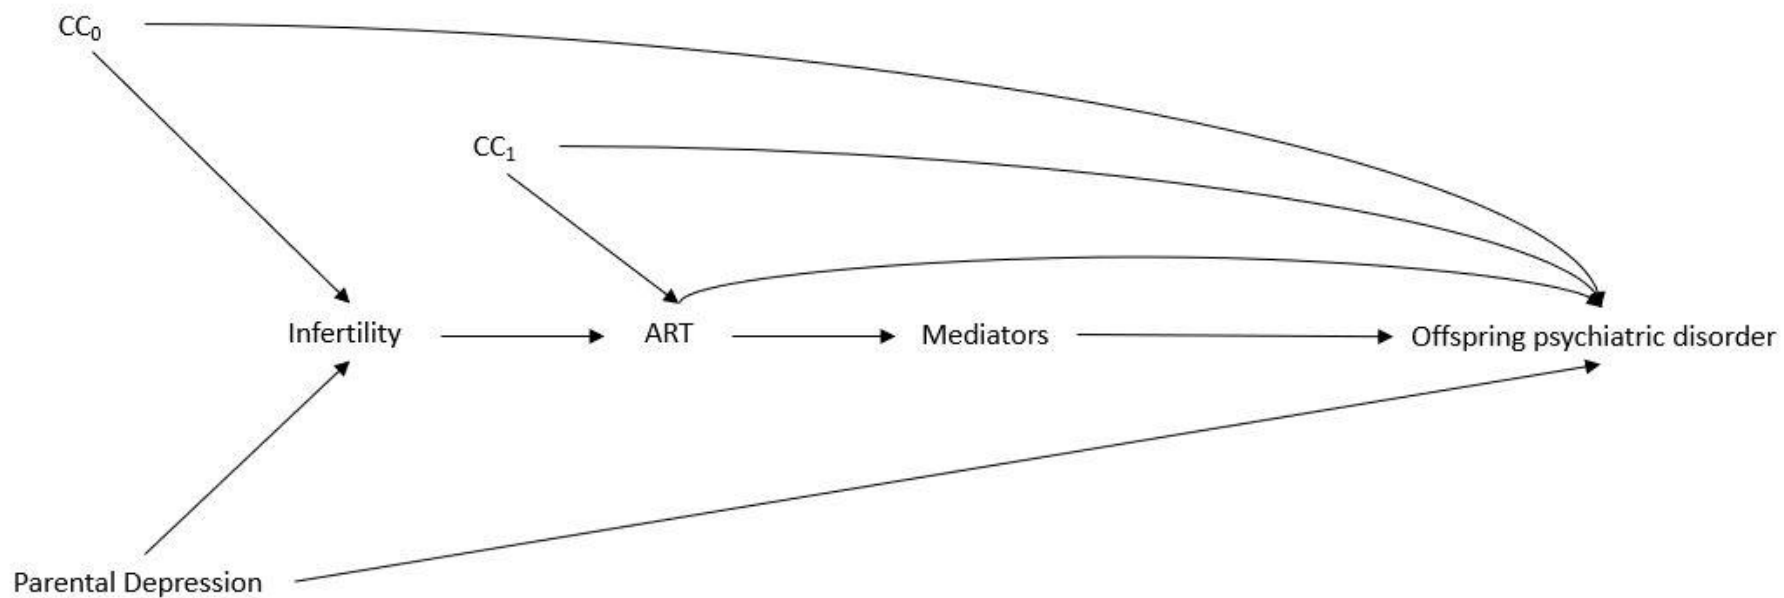 CC₀
CC₁
Infertility
ART
Mediators
Offspring psychiatric disorder
Parental Depression